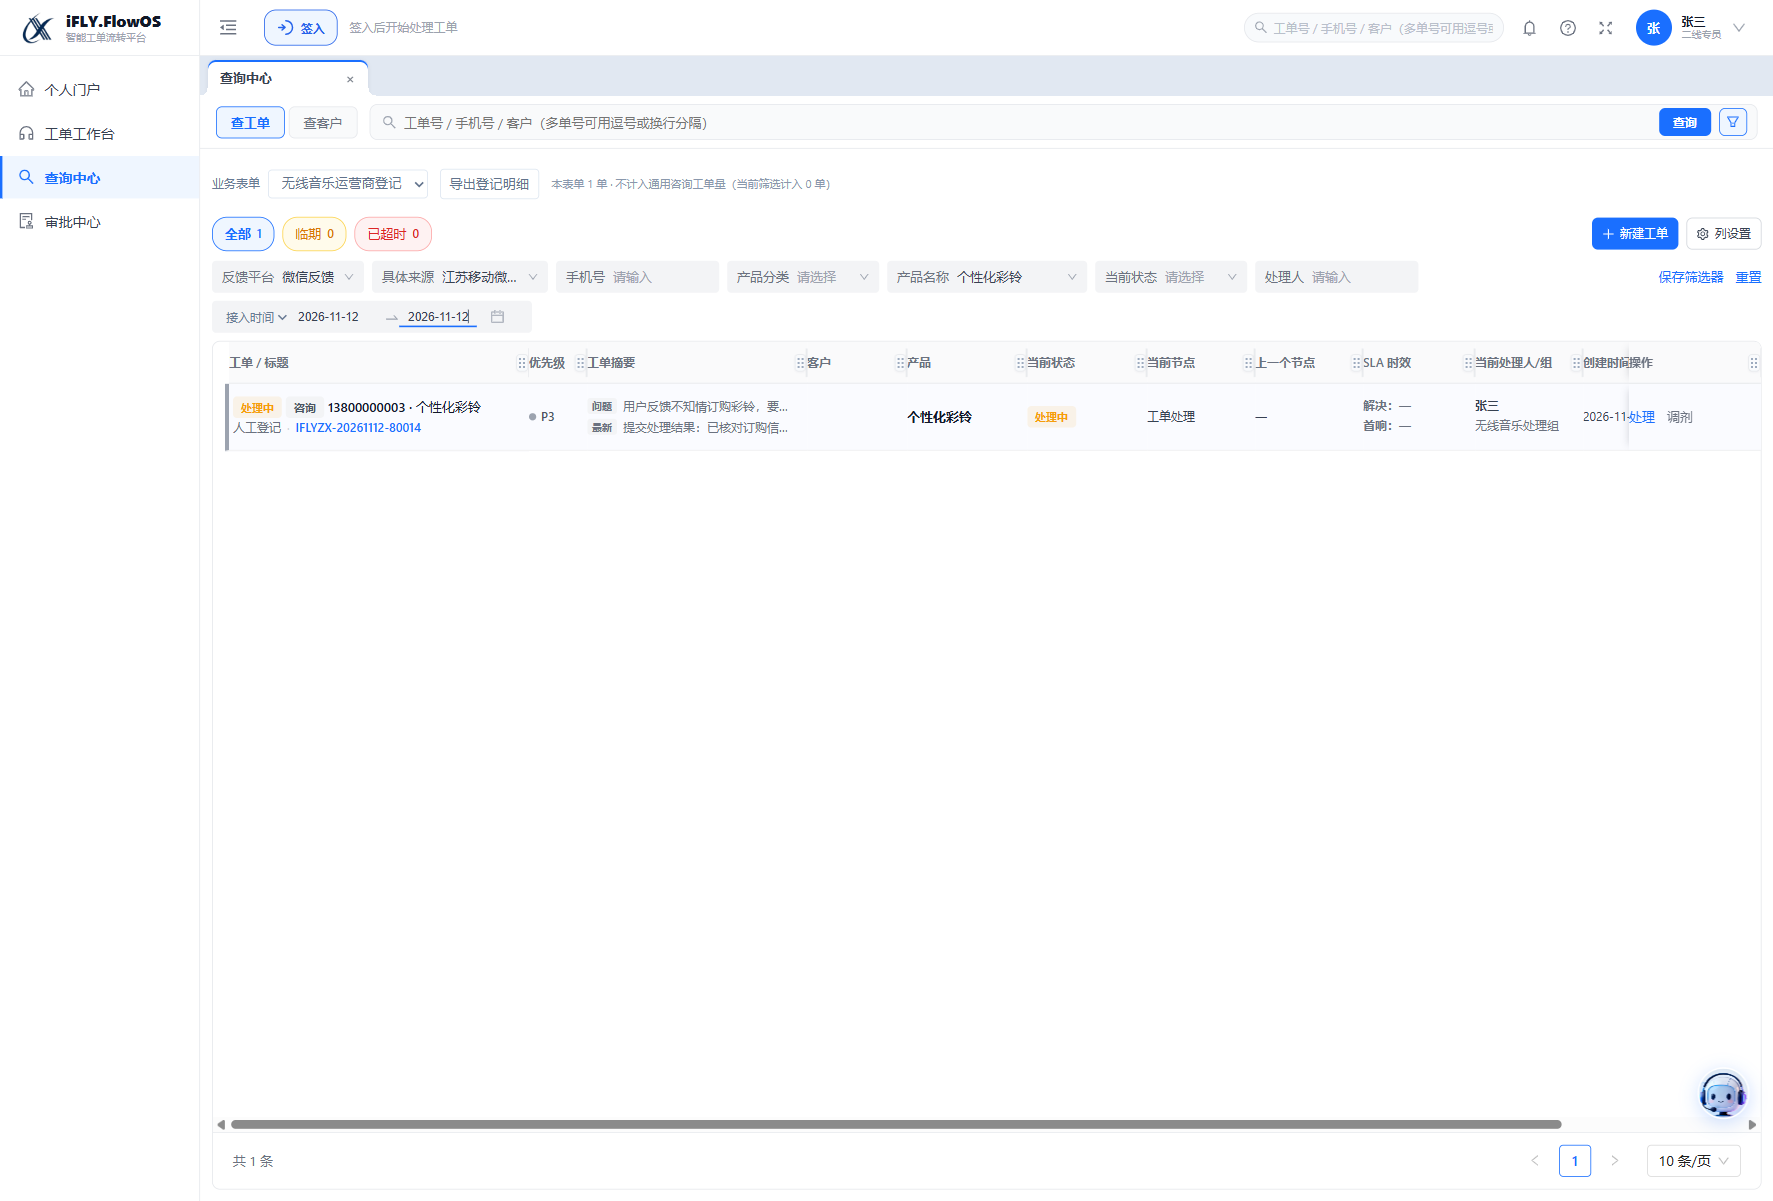 iFLY.FlowOS
智能工单流转平台
签入
签入后开始处理工单
工单号 / 手机号 / 客户（多单号可用逗号或
张
张三
二线专员
个人门户
工单工作台
查询中心
审批中心
查询中心 ×
查工单
查客户
工单号 / 手机号 / 客户（多单号可用逗号或换行分隔）
查询
业务表单
无线音乐运营商登记
导出登记明细
本表单 1 单 · 不计入通用咨询工单量（当前筛选计入 0 单）
全部 1
临期 0
已超时 0
新建工单
列设置
反馈平台 微信反馈
具体来源 江苏移动微...
手机号 请输入
产品分类 请选择
产品名称 个性化彩铃
当前状态 请选择
处理人 请输入
保存筛选器
重置
接入时间 2026-11-12 → 2026-11-12
工单 / 标题
优先级
工单摘要
客户
产品
当前状态
当前节点
上一个节点
SLA 时效
当前处理人/组
创建时间
操作
处理中 咨询 13800000003 · 个性化彩铃
人工登记 · IFLYZX-20261112-80014
P3
问题 用户反馈不知情订购彩铃，要...
最新 提交处理结果：已核对订购信...
个性化彩铃
处理中
工单处理
—
解决：—
首响：—
张三
无线音乐处理组
2026-11-
处理
调剂
共 1 条
1
10 条/页